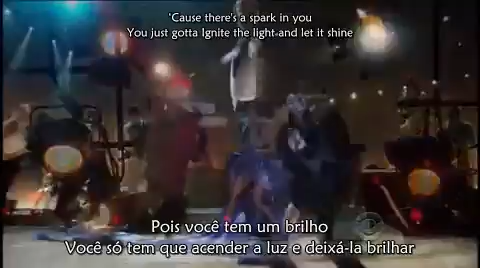 'Cause there's a spark in you
You just gotta Ignite the light and let it shine
Pois você tem um brilho
Você só tem que acender a luz e deixá-la brilhar